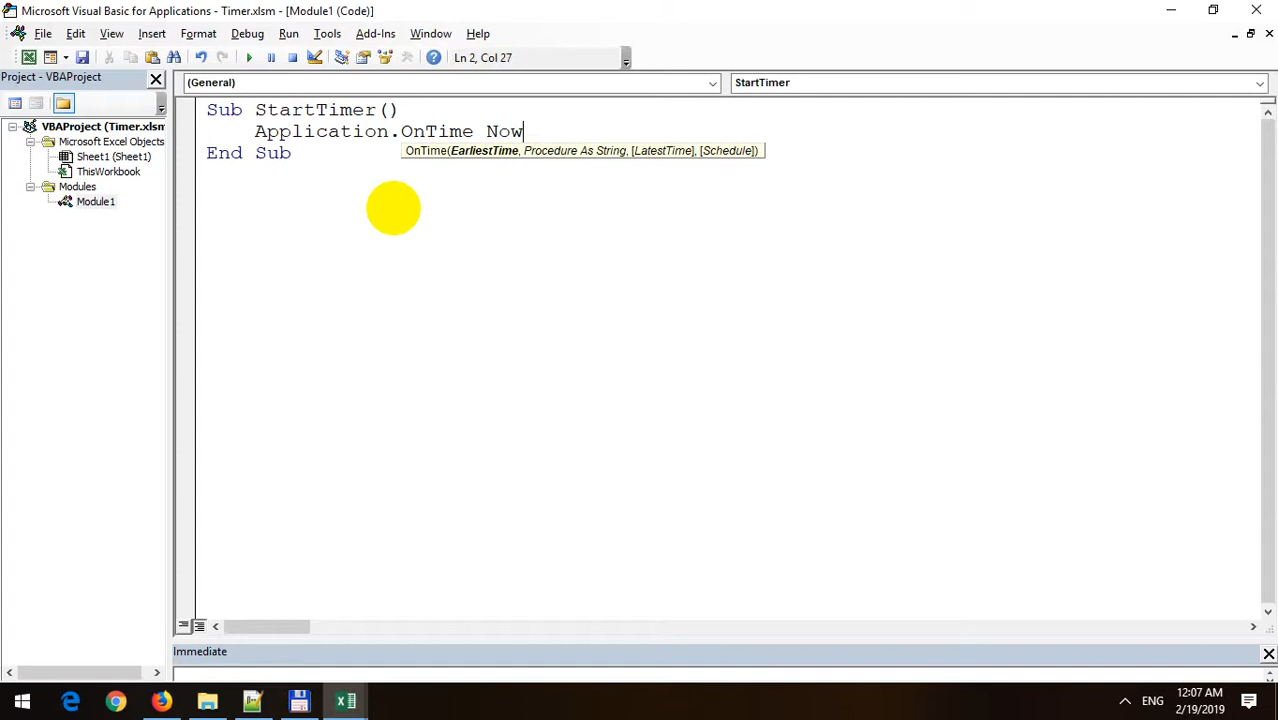 Microsoft Visual Basic for Applications - Timer.xlsm - [Module1 (Code)]
File Edit View Insert Format Debug Run Tools Add-Ins Window Help
Ln 2, Col 27
Project - VBAProject
(General) StartTimer
VBAProject (Timer.xlsm
Microsoft Excel Objects
Sheet1 (Sheet1)
ThisWorkbook
Modules
Module1
Sub StartTimer()
Application.OnTime Now
OnTime(EarliestTime, Procedure As String, [LatestTime], [Schedule])
End Sub
Immediate
ENG
12:07 AM
2/19/2019